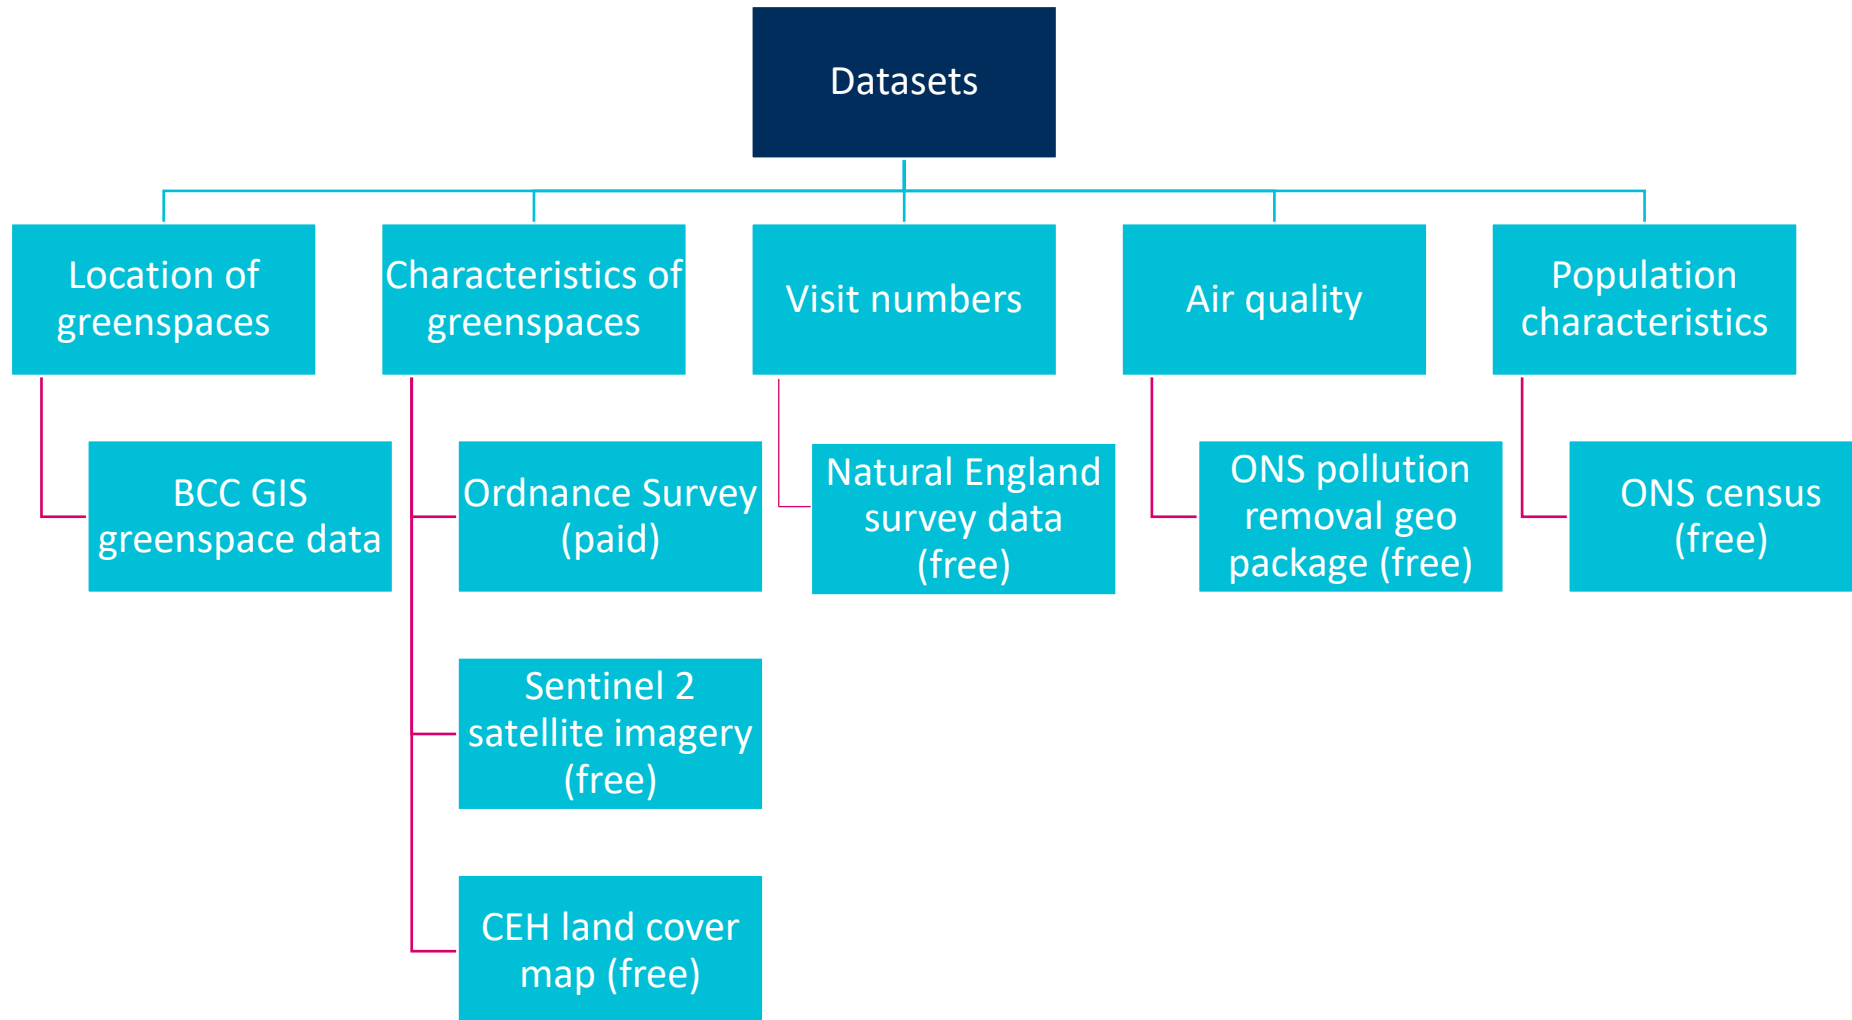 Datasets
Location of
greenspaces
Characteristics of
greenspaces
Visit numbers
Air quality
Population
characteristics
BCC GIS
greenspace data
Ordnance Survey
(paid)
Natural England
survey data
(free)
ONS pollution
removal geo
package (free)
ONS census
(free)
Sentinel 2
satellite imagery
(free)
CEH land cover
map (free)